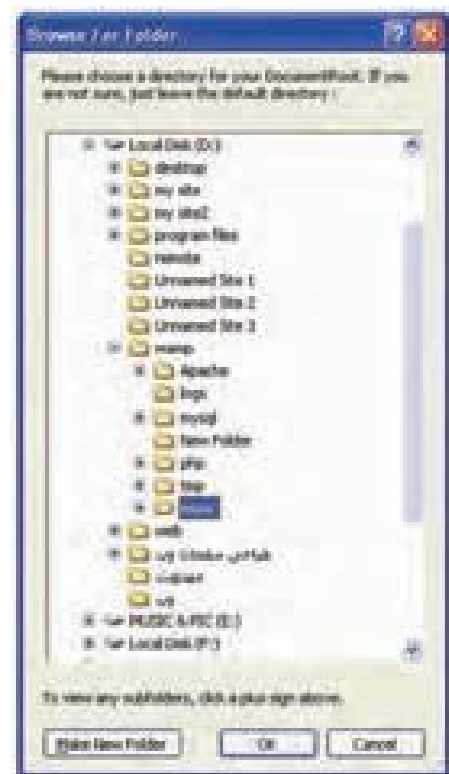 Browse For Folder
Please choose a directory for your DocumentRoot. If you
are not sure, just leave the default directory :
Local Disk (D:)
desktop
my site
my site2
program files
remote
Unnamed Site 1
Unnamed Site 2
Unnamed Site 3
wamp
Apache
logs
mysql
New Folder
php
tmp
www
web
MUSIC & PIC (E:)
Local Disk (F:)
To view any subfolders, click a plus sign above.
Make New Folder
OK
Cancel